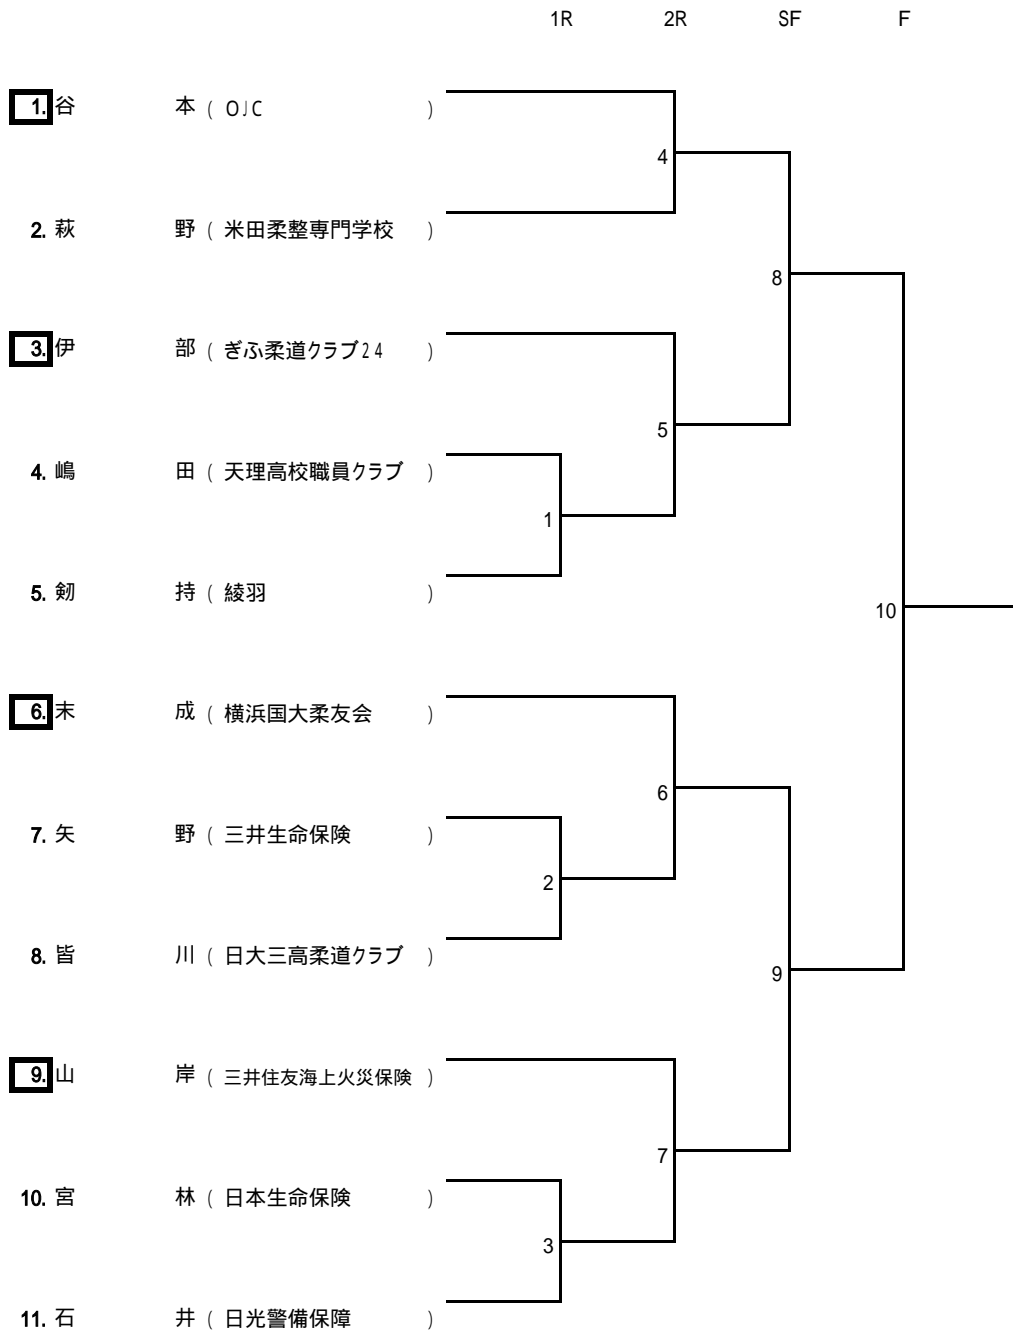 1R 2R SF F
1. 谷 本 ( OJC )
4
2. 萩 野 ( 米田柔整専門学校 )
8
3. 伊 部 ( ぎふ柔道クラブ24 )
5
4. 嶋 田 ( 天理高校職員クラブ )
1
5. 剱 持 ( 綾羽 )
10
6. 末 成 ( 横浜国大柔友会 )
6
7. 矢 野 ( 三井生命保険 )
2
8. 皆 川 ( 日大三高柔道クラブ )
9
9. 山 岸 ( 三井住友海上火災保険 )
7
10. 宮 林 ( 日本生命保険 )
3
11. 石 井 ( 日光警備保障 )